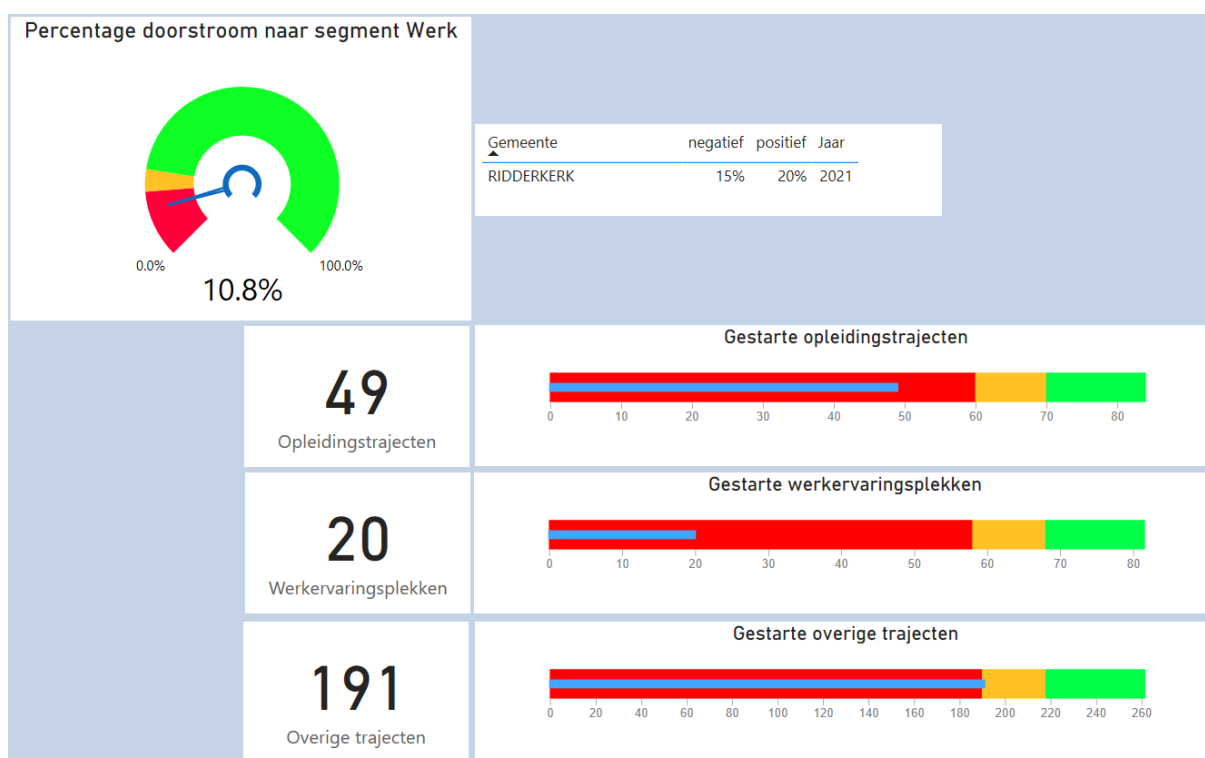 Percentage doorstroom naar segment Werk
0.0% 100.0%
10.8%
Gemeente negatief positief Jaar
RIDDERKERK 15% 20% 2021
49
Opleidingstrajecten
Gestarte opleidingstrajecten
0 10 20 30 40 50 60 70 80
20
Werkervaringsplekken
Gestarte werkervaringsplekken
0 10 20 30 40 50 60 70 80
191
Overige trajecten
Gestarte overige trajecten
0 20 40 60 80 100 120 140 160 180 200 220 240 260